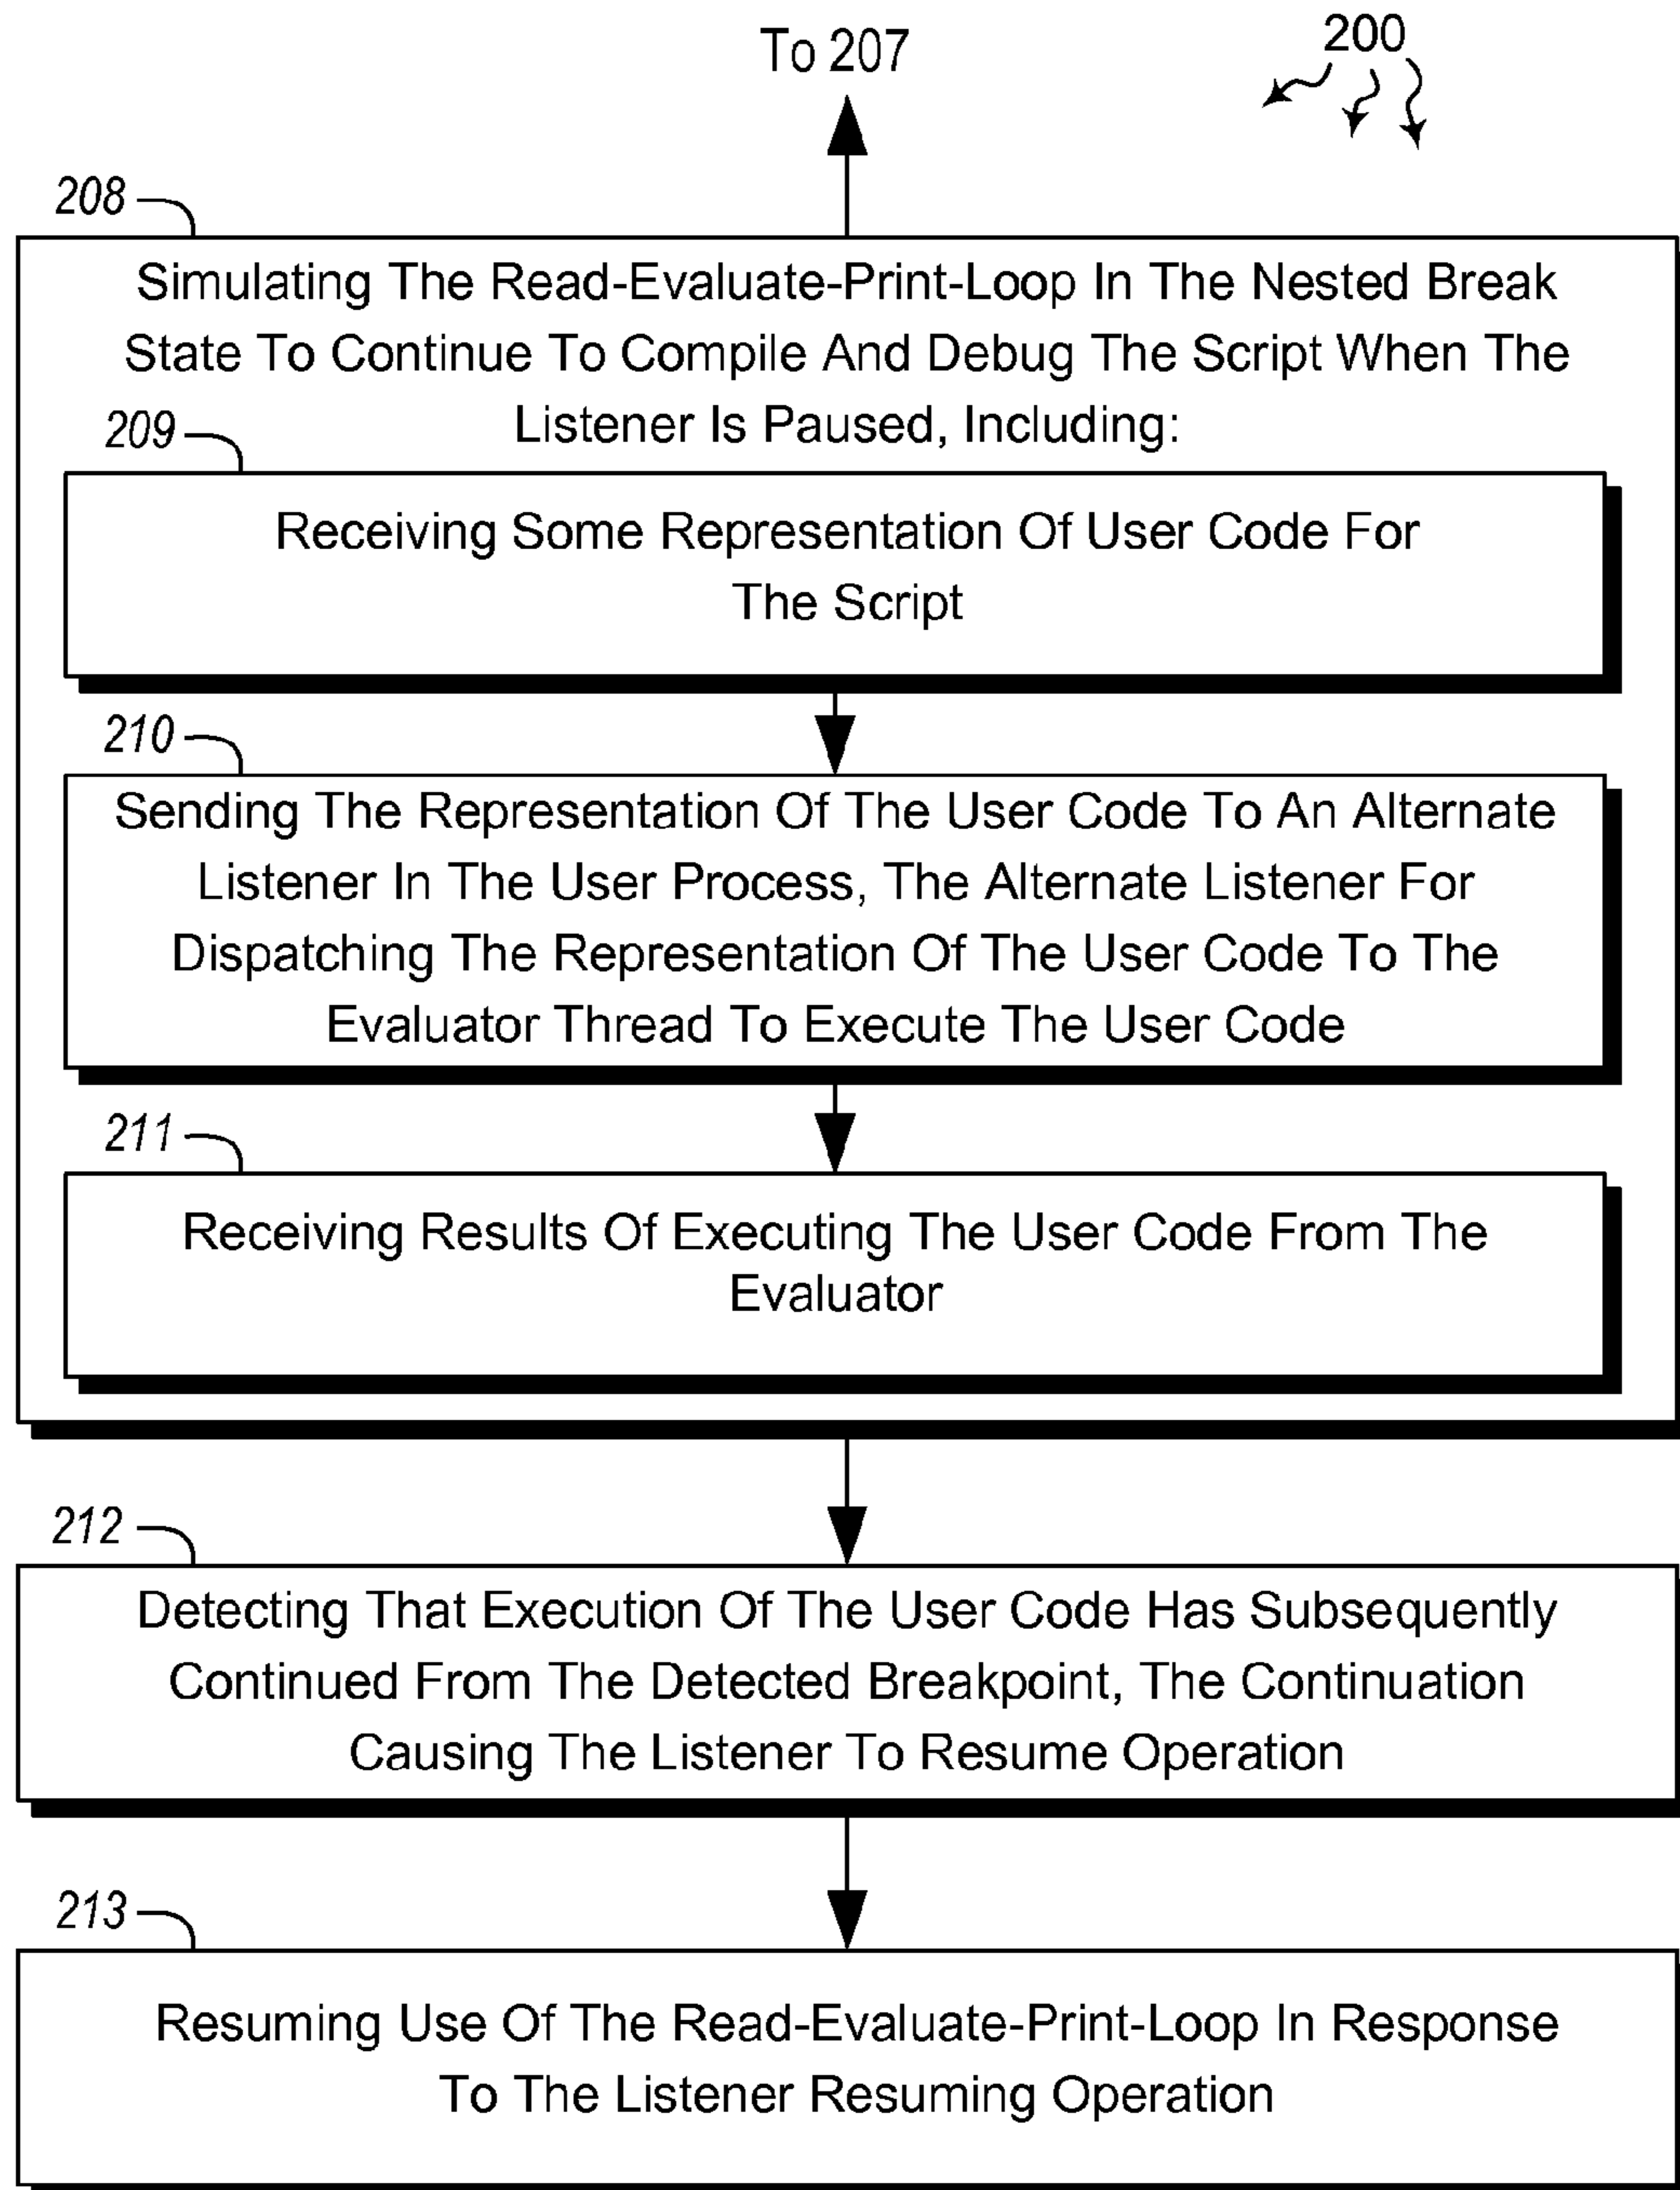 To 207
200
208
Simulating The Read-Evaluate-Print-Loop In The Nested Break
State To Continue To Compile And Debug The Script When The
Listener Is Paused, Including:
209
Receiving Some Representation Of User Code For
The Script
210
Sending The Representation Of The User Code To An Alternate
Listener In The User Process, The Alternate Listener For
Dispatching The Representation Of The User Code To The
Evaluator Thread To Execute The User Code
211
Receiving Results Of Executing The User Code From The
Evaluator
212
Detecting That Execution Of The User Code Has Subsequently
Continued From The Detected Breakpoint, The Continuation
Causing The Listener To Resume Operation
213
Resuming Use Of The Read-Evaluate-Print-Loop In Response
To The Listener Resuming Operation